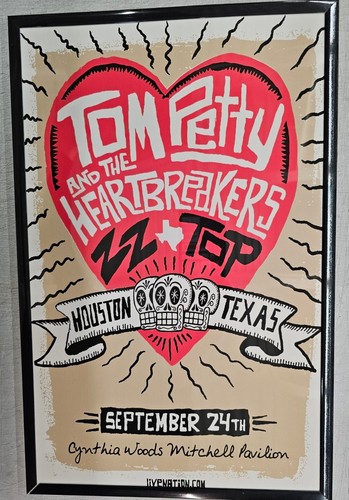 TOM Petty
AND THE
HEARTBREAKERS
ZZ TOP
HOUSTON TEXAS
SEPTEMBER 24TH
Cynthia Woods Mitchell Pavilion
LIVENATION.COM